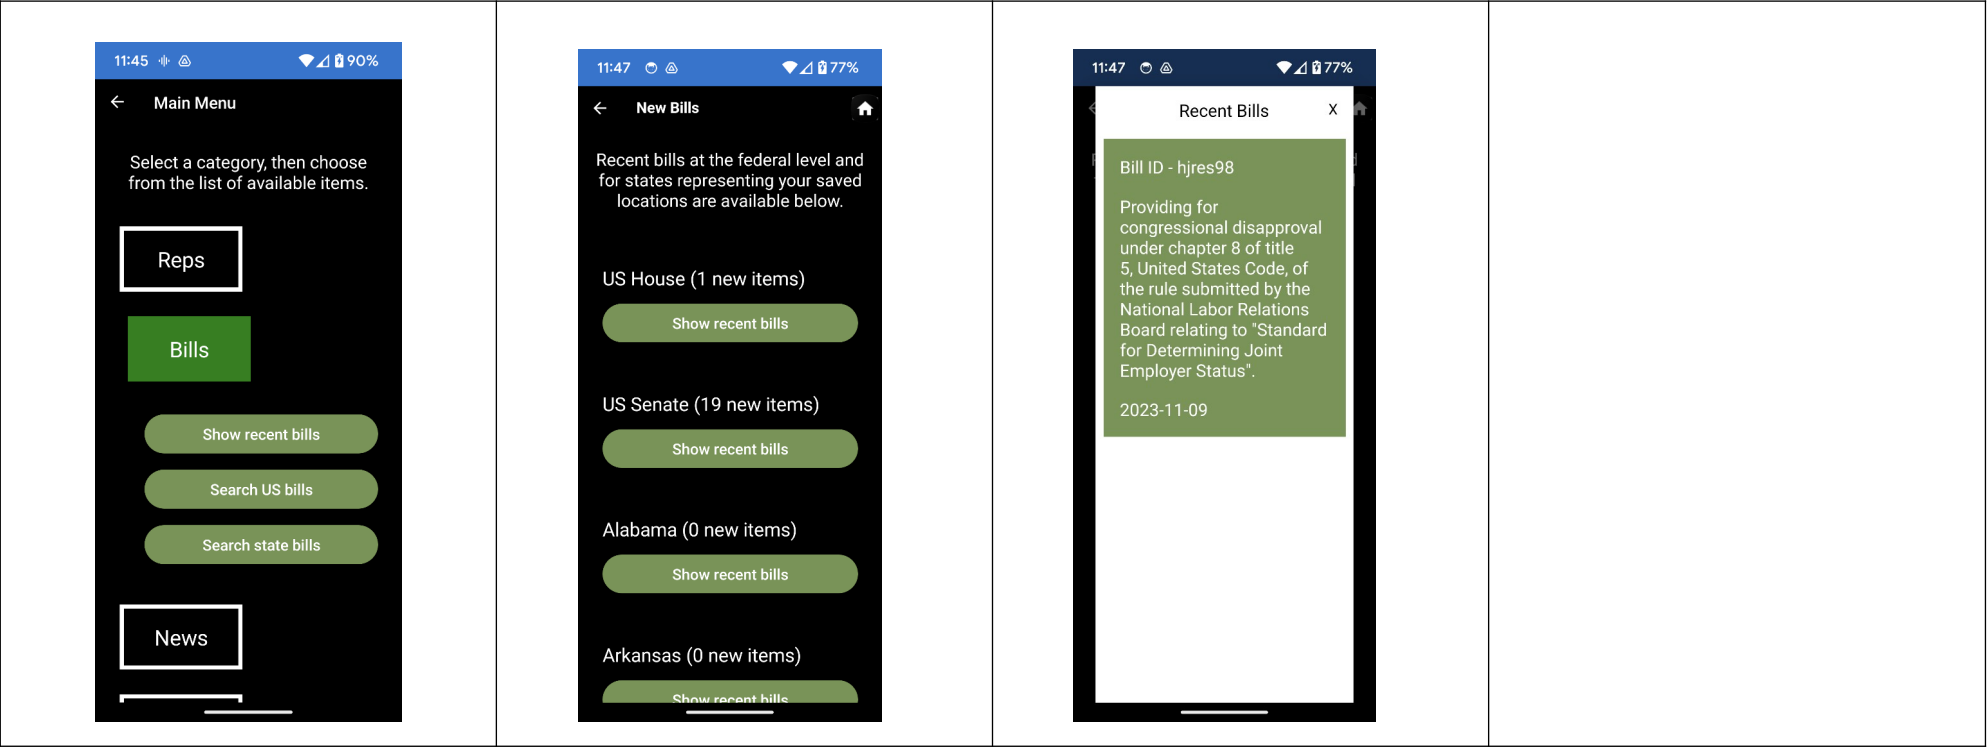 11:45
90%
Main Menu
Select a category, then choose
from the list of available items.
Reps
Bills
Show recent bills
Search US bills
Search state bills
News
11:47
77%
New Bills
Recent bills at the federal level and
for states representing your saved
locations are available below.
US House (1 new items)
Show recent bills
US Senate (19 new items)
Show recent bills
Alabama (0 new items)
Show recent bills
Arkansas (0 new items)
Show recent bills
11:47
77%
Recent Bills X
Bill ID - hjres98
Providing for
congressional disapproval
under chapter 8 of title
5, United States Code, of
the rule submitted by the
National Labor Relations
Board relating to "Standard
for Determining Joint
Employer Status".
2023-11-09